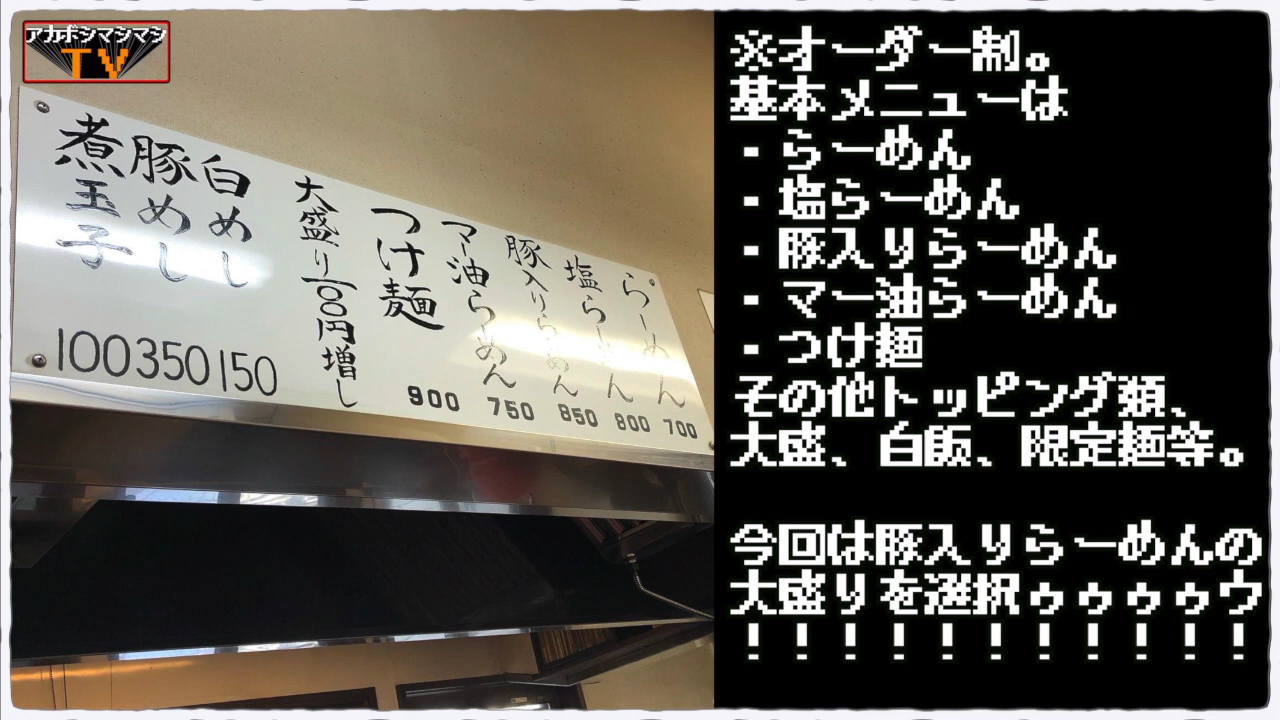 アカボシマシマシ
TV
らーめん 700
塩らーめん 800
豚入りらーめん 850
マー油らーめん 750
つけ麺 900
大盛り100円増し
白めし 150
豚めし 350
煮玉子 100
※オーダー制。
基本メニューは
・らーめん
・塩らーめん
・豚入りらーめん
・マー油らーめん
・つけ麺
その他トッピング類、
大盛、白飯、限定麺等。
今回は豚入りらーめんの
大盛りを選択ゥゥゥゥウ
！！！！！！！！！！！